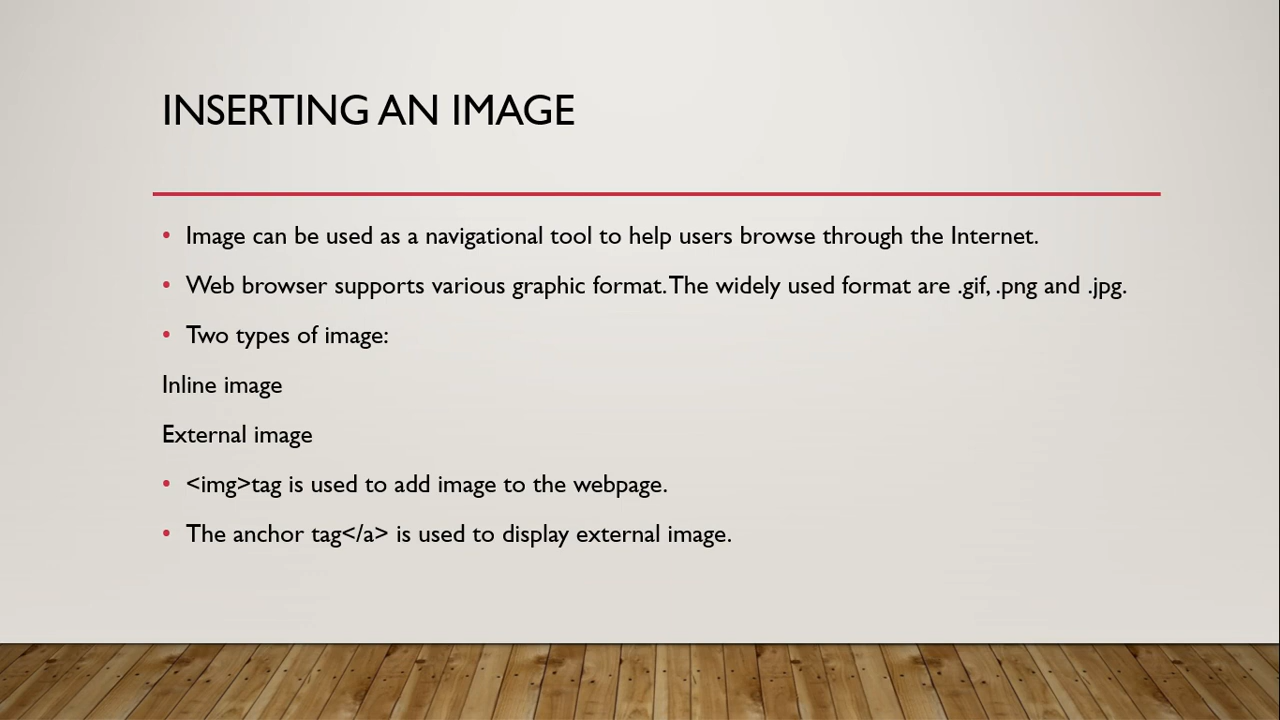 INSERTING AN IMAGE
• Image can be used as a navigational tool to help users browse through the Internet.
• Web browser supports various graphic format. The widely used format are .gif, .png and .jpg.
• Two types of image:
Inline image
External image
• <img>tag is used to add image to the webpage.
• The anchor tag</a> is used to display external image.